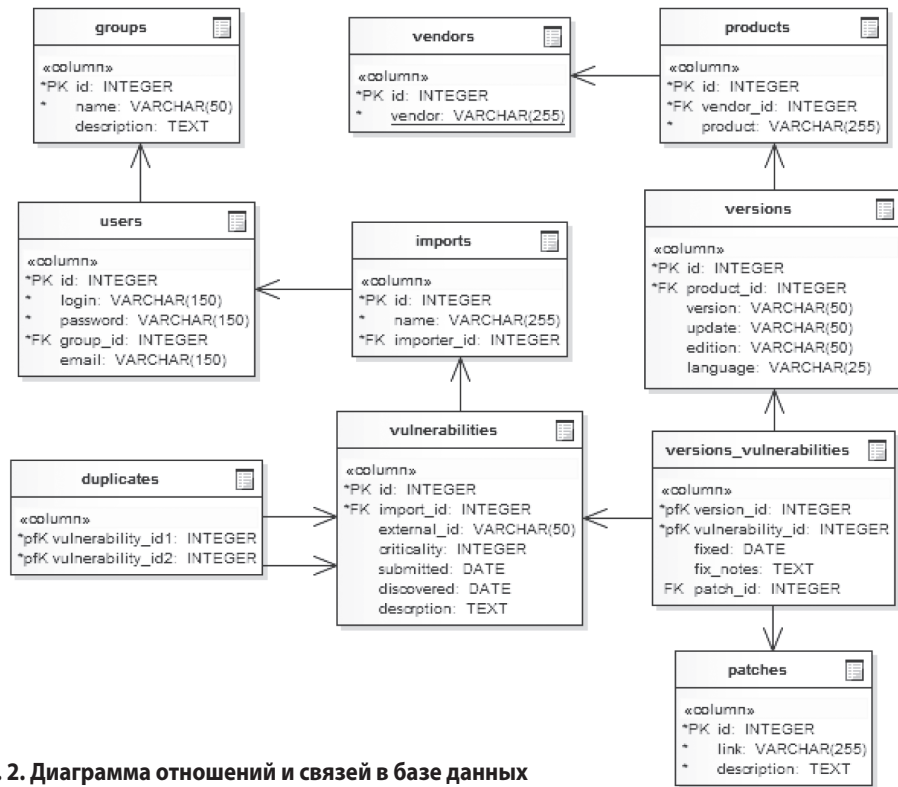 groups
«column»
*PK id: INTEGER
* name: VARCHAR(50)
description: TEXT
vendors
«column»
*PK id: INTEGER
* vendor: VARCHAR(255)
products
«column»
*PK id: INTEGER
*FK vendor_id: INTEGER
* product: VARCHAR(255)
users
«column»
*PK id: INTEGER
* login: VARCHAR(150)
* password: VARCHAR(150)
*FK group_id: INTEGER
email: VARCHAR(150)
imports
«column»
*PK id: INTEGER
* name: VARCHAR(255)
*FK importer_id: INTEGER
versions
«column»
*PK id: INTEGER
*FK product_id: INTEGER
version: VARCHAR(50)
update: VARCHAR(50)
edition: VARCHAR(50)
language: VARCHAR(25)
duplicates
«column»
*pfK vulnerability_id1: INTEGER
*pfK vulnerability_id2: INTEGER
vulnerabilities
«column»
*PK id: INTEGER
*FK import_id: INTEGER
external_id: VARCHAR(50)
criticality: INTEGER
submitted: DATE
discovered: DATE
descrption: TEXT
versions_vulnerabilities
«column»
*pfK version_id: INTEGER
*pfK vulnerability_id: INTEGER
fixed: DATE
fix_notes: TEXT
FK patch_id: INTEGER
patches
«column»
*PK id: INTEGER
* link: VARCHAR(255)
* description: TEXT
. 2. Диаграмма отношений и связей в базе данных